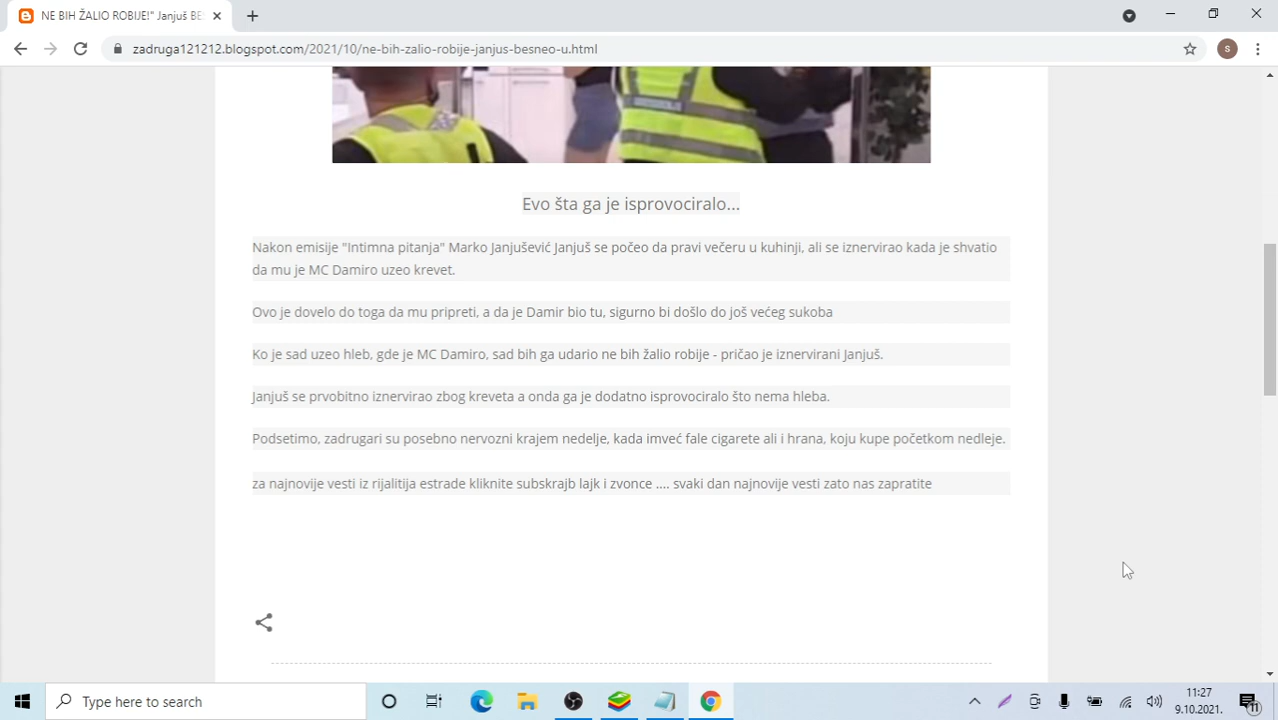 NE BIH ŽALIO ROBIJE!" Janjuš BES
zadruga121212.blogspot.com/2021/10/ne-bih-zalio-robije-janjus-besneo-u.html
S
Evo šta ga je isprovociralo...
Nakon emisije "Intimna pitanja" Marko Janjušević Janjuš se počeo da pravi večeru u kuhinji, ali se iznervirao kada je shvatio
da mu je MC Damiro uzeo krevet.
Ovo je dovelo do toga da mu pripreti, a da je Damir bio tu, sigurno bi došlo do još većeg sukoba
Ko je sad uzeo hleb, gde je MC Damiro, sad bih ga udario ne bih žalio robije - pričao je iznervirani Janjuš.
Janjuš se prvobitno iznervirao zbog kreveta a onda ga je dodatno isprovociralo što nema hleba.
Podsetimo, zadrugari su posebno nervozni krajem nedelje, kada imveć fale cigarete ali i hrana, koju kupe početkom nedleje.
za najnovije vesti iz rijalitija estrade kliknite subskrajb lajk i zvonce .... svaki dan najnovije vesti zato nas zapratite
Type here to search
11:27
9.10.2021.
11